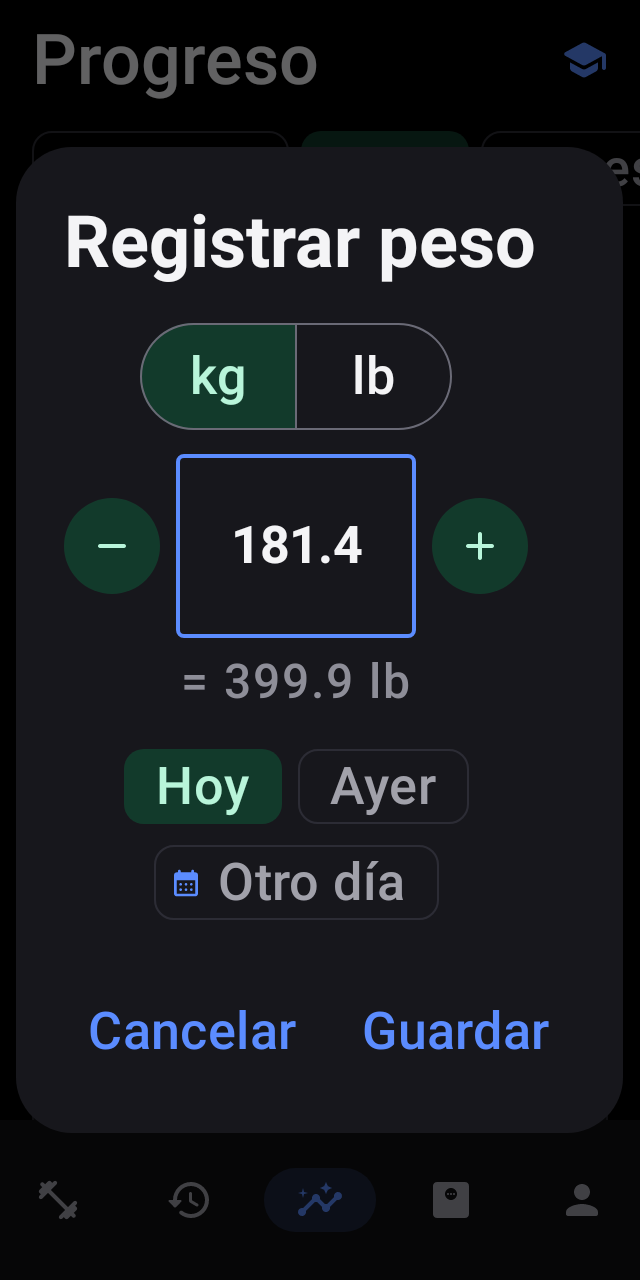 Progreso
Registrar peso
kg lb
− 181.4 +
= 399.9 lb
Hoy Ayer
Otro día
Cancelar Guardar